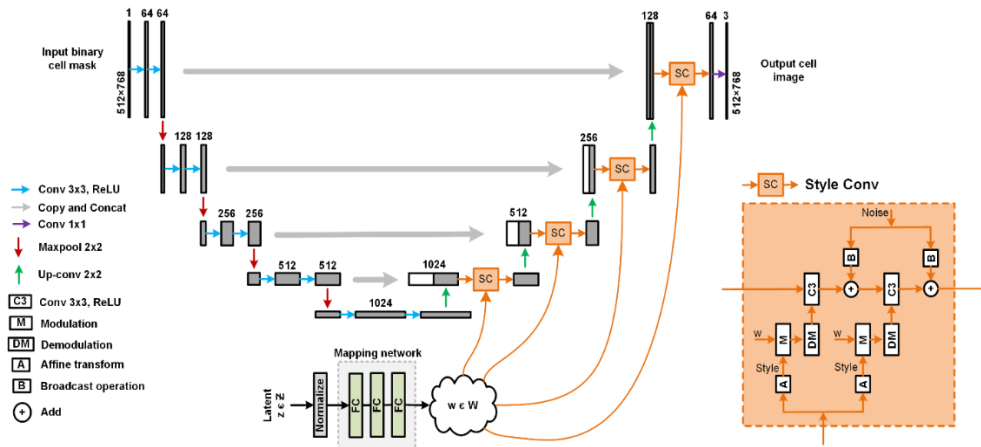 1 64 64
Input binary
cell mask
512×768
128 64 3
SC
Output cell
image
512×768
128 128
256
SC
256 256
512
SC
512 512
1024
SC
1024
Conv 3x3, ReLU
Copy and Concat
Conv 1x1
Maxpool 2x2
Up-conv 2x2
C3 Conv 3x3, ReLU
M Modulation
DM Demodulation
A Affine transform
B Broadcast operation
+ Add
Mapping network
Latent
z ∈ Z
Normalize
FC FC FC
w ϵ W
SC Style Conv
Noise
B B
C3 + C3 +
w M DM w M DM
Style Style
A A